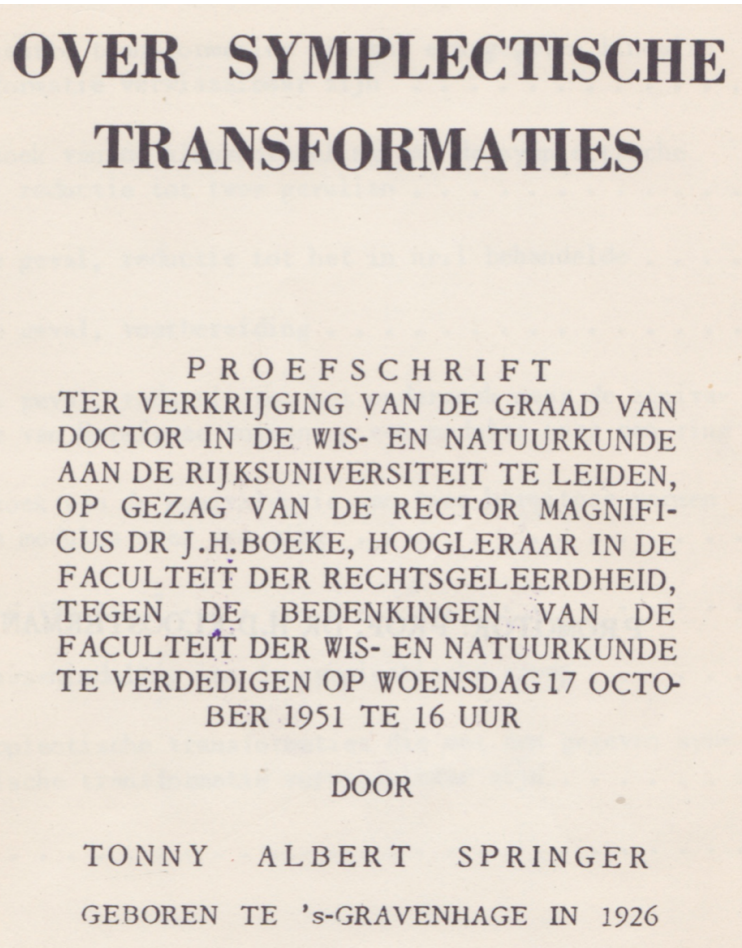 OVER SYMPLECTISCHE
TRANSFORMATIES
PROEFSCHRIFT
TER VERKRIJGING VAN DE GRAAD VAN
DOCTOR IN DE WIS- EN NATUURKUNDE
AAN DE RIJKSUNIVERSITEIT TE LEIDEN,
OP GEZAG VAN DE RECTOR MAGNIFI-
CUS DR J.H.BOEKE, HOOGLERAAR IN DE
FACULTEIT DER RECHTSGELEERDHEID,
TEGEN DE BEDENKINGEN VAN DE
FACULTEIT DER WIS- EN NATUURKUNDE
TE VERDEDIGEN OP WOENSDAG 17 OCTO-
BER 1951 TE 16 UUR
DOOR
TONNY ALBERT SPRINGER
GEBOREN TE 's-GRAVENHAGE IN 1926